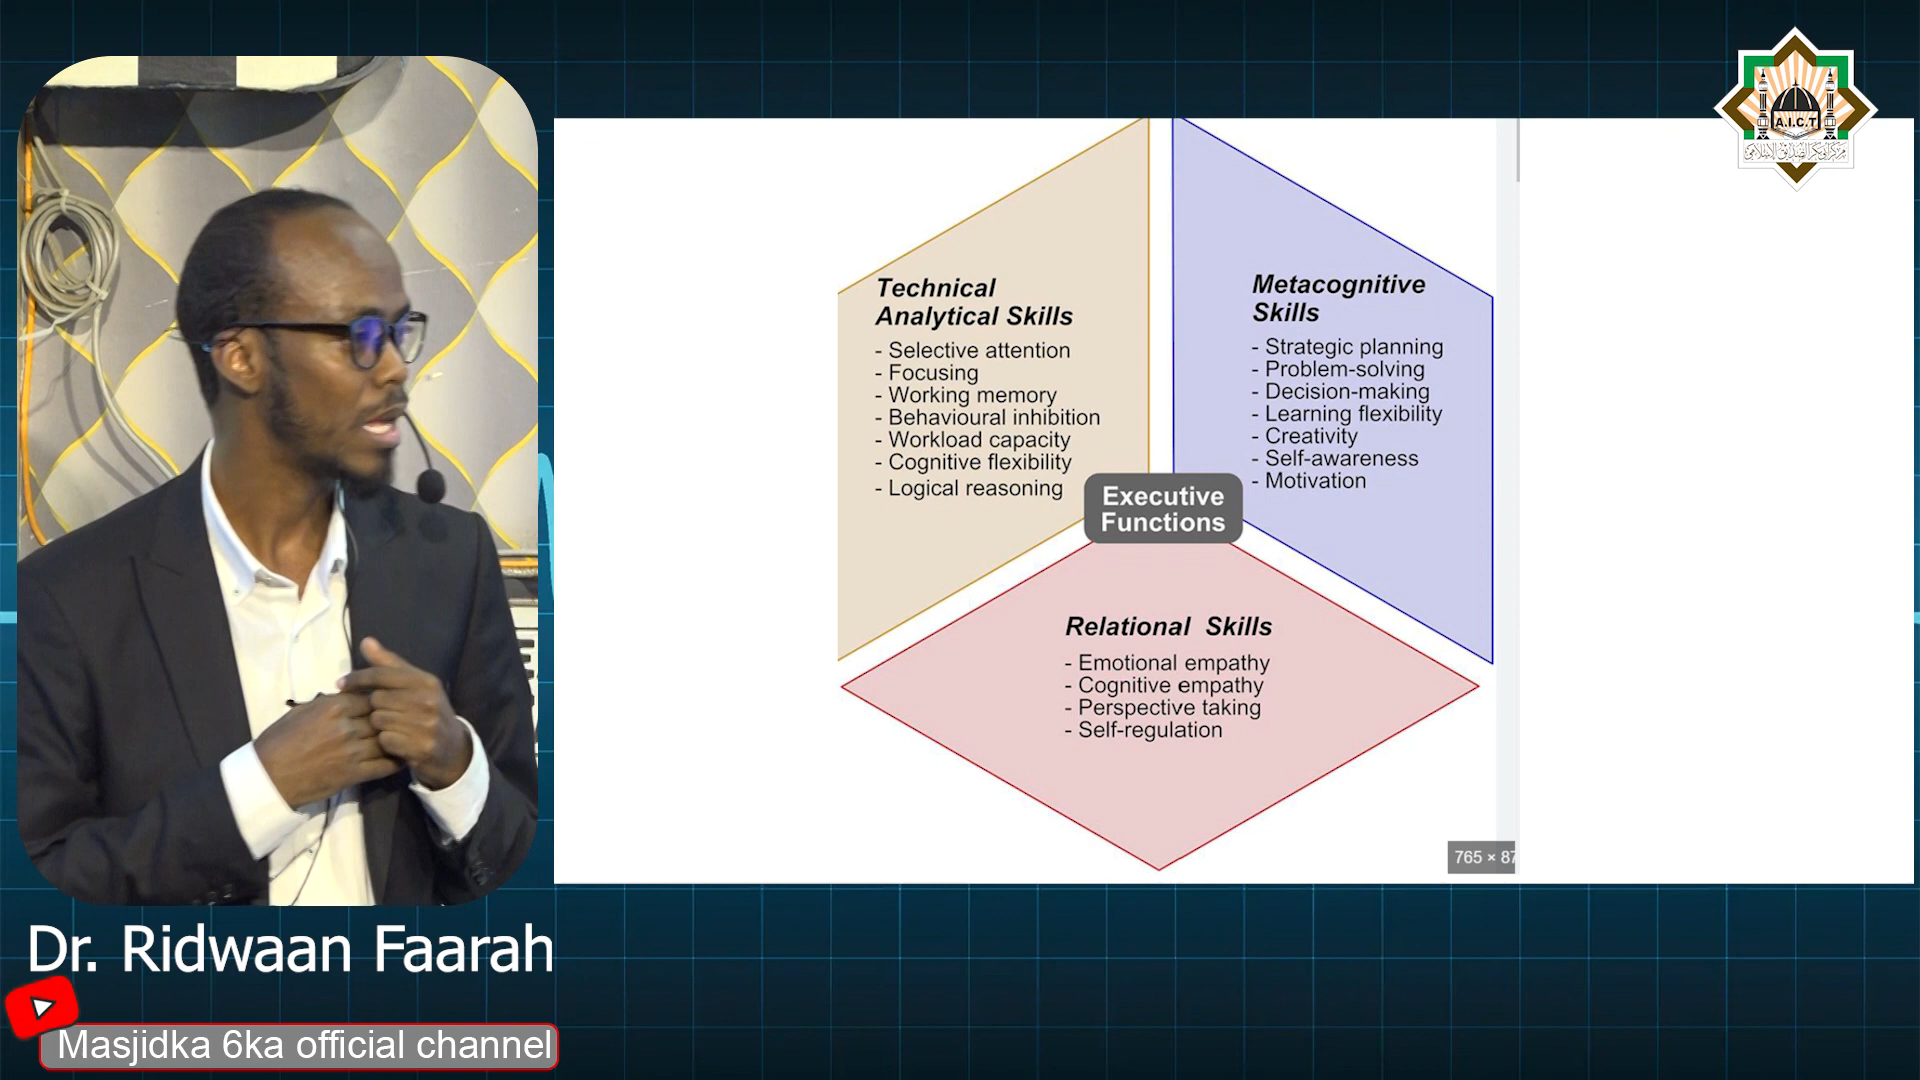 A.I.C.T
Technical
Analytical Skills
- Selective attention
- Focusing
- Working memory
- Behavioural inhibition
- Workload capacity
- Cognitive flexibility
- Logical reasoning
Metacognitive
Skills
- Strategic planning
- Problem-solving
- Decision-making
- Learning flexibility
- Creativity
- Self-awareness
- Motivation
Executive
Functions
Relational Skills
- Emotional empathy
- Cognitive empathy
- Perspective taking
- Self-regulation
765 × 87
Dr. Ridwaan Faarah
Masjidka 6ka official channel